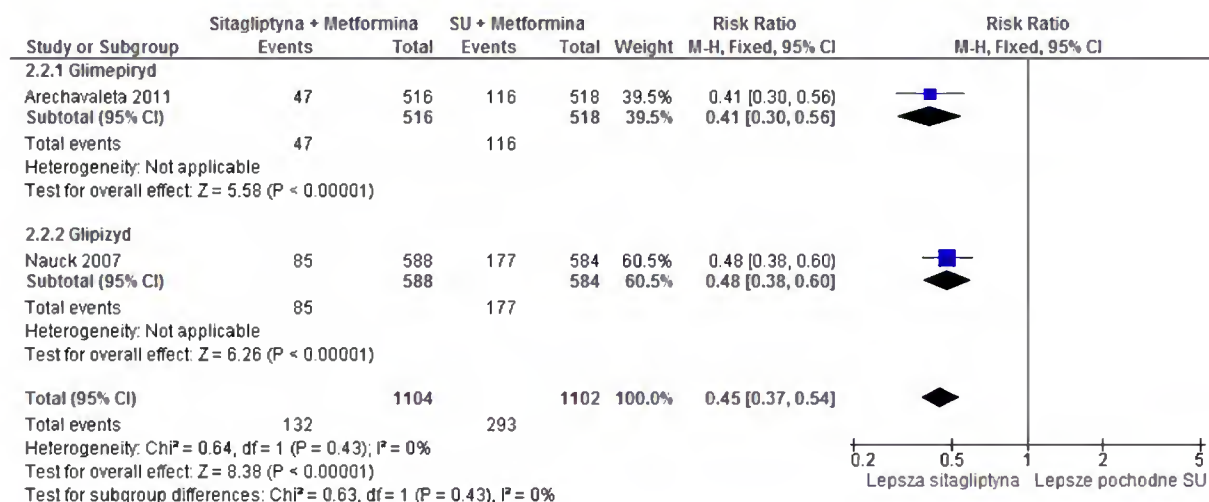 Sitagliptyna + Metformina SU + Metformina Risk Ratio Risk Ratio
Study or Subgroup Events Total Events Total Weight M-H, Fixed, 95% CI M-H, Fixed, 95% CI
2.2.1 Glimepiryd
Arechavaleta 2011 47 516 116 518 39.5% 0.41 [0.30, 0.56]
Subtotal (95% CI) 516 518 39.5% 0.41 [0.30, 0.56]
Total events 47 116
Heterogeneity: Not applicable
Test for overall effect: Z = 5.58 (P < 0.00001)
2.2.2 Glipizyd
Nauck 2007 85 588 177 584 60.5% 0.48 [0.38, 0.60]
Subtotal (95% CI) 588 584 60.5% 0.48 [0.38, 0.60]
Total events 85 177
Heterogeneity: Not applicable
Test for overall effect: Z = 6.26 (P < 0.00001)
Total (95% CI) 1104 1102 100.0% 0.45 [0.37, 0.54]
Total events 132 293
Heterogeneity: Chi² = 0.64, df = 1 (P = 0.43); I² = 0%
Test for overall effect: Z = 8.38 (P < 0.00001)
Test for subgroup differences: Chi² = 0.63, df = 1 (P = 0.43), I² = 0%
0.2 0.5 1 2 5
Lepsza sitagliptyna Lepsze pochodne SU